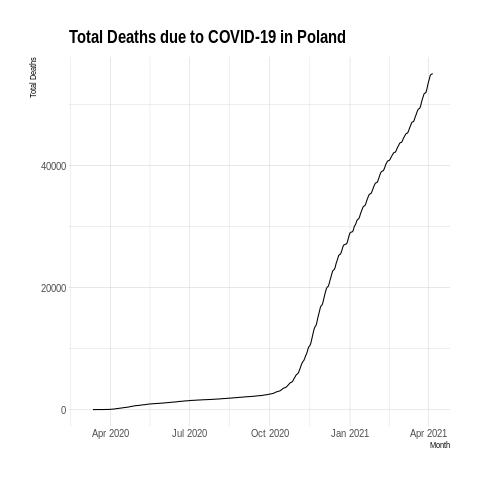 Total Deaths due to COVID-19 in Poland
Total Deaths
40000
20000
0
Apr 2020 Jul 2020 Oct 2020 Jan 2021 Apr 2021
Month